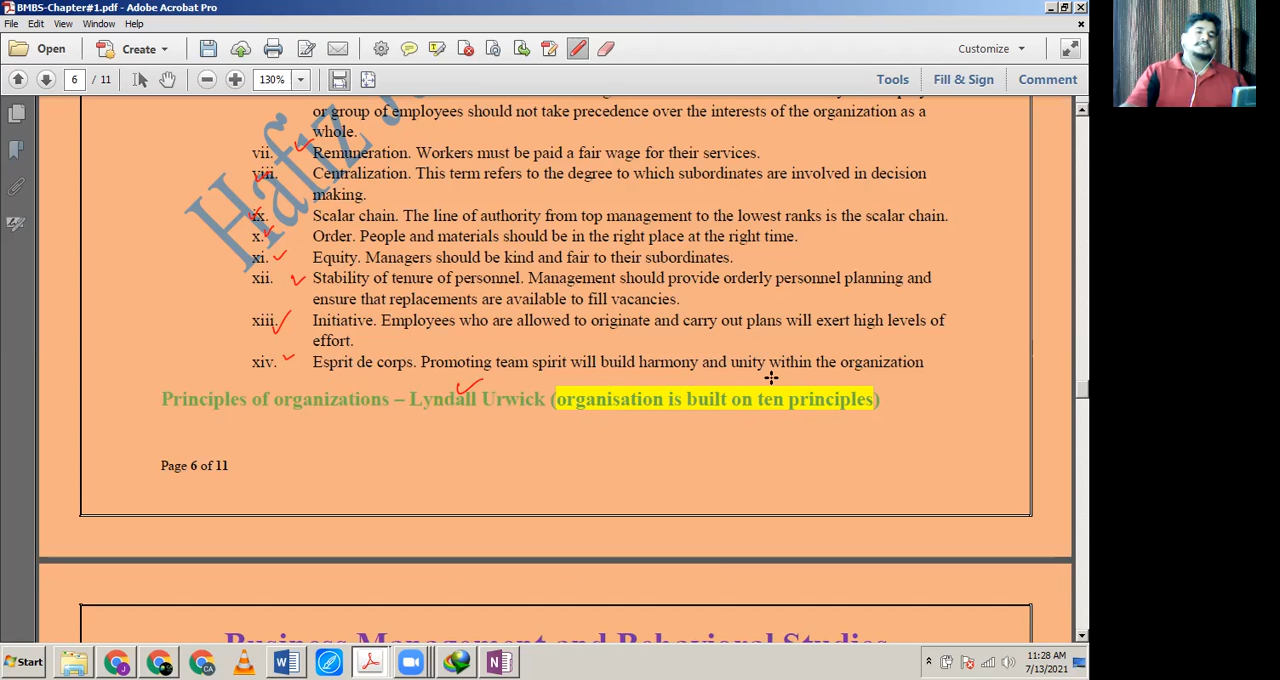 BMBS-Chapter#1.pdf - Adobe Acrobat Pro
File Edit View Window Help
Open Create Customize
6 / 11 130% Tools Fill & Sign Comment
or group of employees should not take precedence over the interests of the organization as a
whole.
vii. Remuneration. Workers must be paid a fair wage for their services.
viii. Centralization. This term refers to the degree to which subordinates are involved in decision
making.
ix. Scalar chain. The line of authority from top management to the lowest ranks is the scalar chain.
x. Order. People and materials should be in the right place at the right time.
xi. Equity. Managers should be kind and fair to their subordinates.
xii. Stability of tenure of personnel. Management should provide orderly personnel planning and
ensure that replacements are available to fill vacancies.
xiii. Initiative. Employees who are allowed to originate and carry out plans will exert high levels of
effort.
xiv. Esprit de corps. Promoting team spirit will build harmony and unity within the organization
Hafiz
Principles of organizations – Lyndall Urwick (organisation is built on ten principles)
Page 6 of 11
Business Management and Behavioral Studies
Start
11:28 AM
7/13/2021